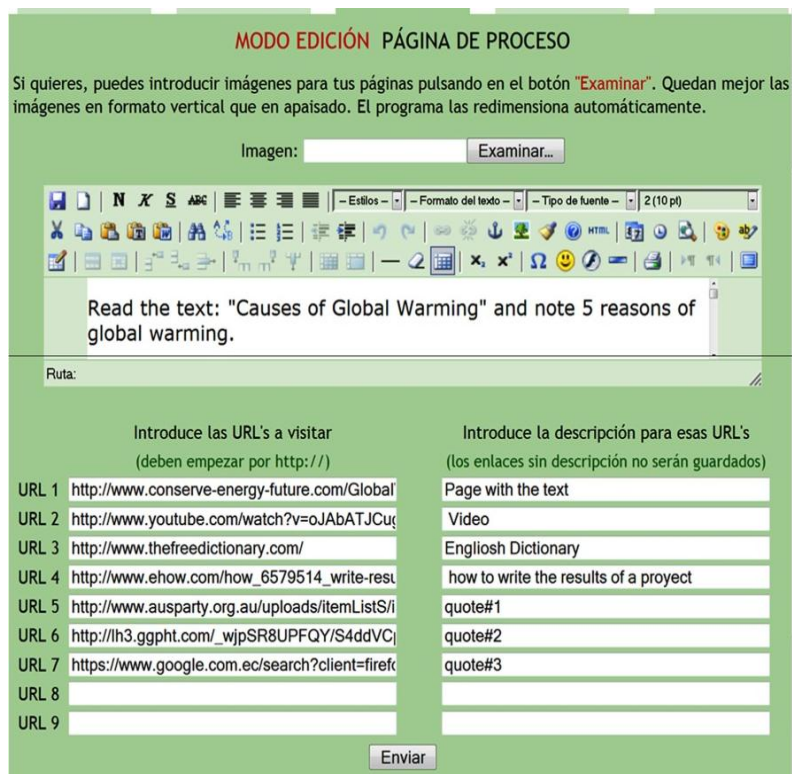 MODO EDICIÓN PÁGINA DE PROCESO
Si quieres, puedes introducir imágenes para tus páginas pulsando en el botón "Examinar". Quedan mejor las
imágenes en formato vertical que en apaisado. El programa las redimensiona automáticamente.
Imagen: Examinar...
N K S ABC – Estilos – – Formato del texto – – Tipo de fuente – 2 (10 pt)
HTML
Read the text: "Causes of Global Warming" and note 5 reasons of
global warming.
Ruta:
Introduce las URL's a visitar Introduce la descripción para esas URL's
(deben empezar por http://) (los enlaces sin descripción no serán guardados)
URL 1 http://www.conserve-energy-future.com/Global Page with the text
URL 2 http://www.youtube.com/watch?v=oJAbATJCug Video
URL 3 http://www.thefreedictionary.com/ Engliosh Dictionary
URL 4 http://www.ehow.com/how_6579514_write-resu how to write the results of a proyect
URL 5 http://www.ausparty.org.au/uploads/itemListS/i quote#1
URL 6 http://lh3.ggpht.com/_wjpSR8UPFQY/S4ddVC quote#2
URL 7 https://www.google.com.ec/search?client=firef quote#3
URL 8
URL 9
Enviar